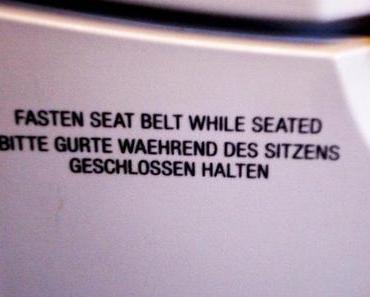 FASTEN SEAT BELT WHILE SEATED
BITTE GURTE WAEHREND DES SITZENS
GESCHLOSSEN HALTEN